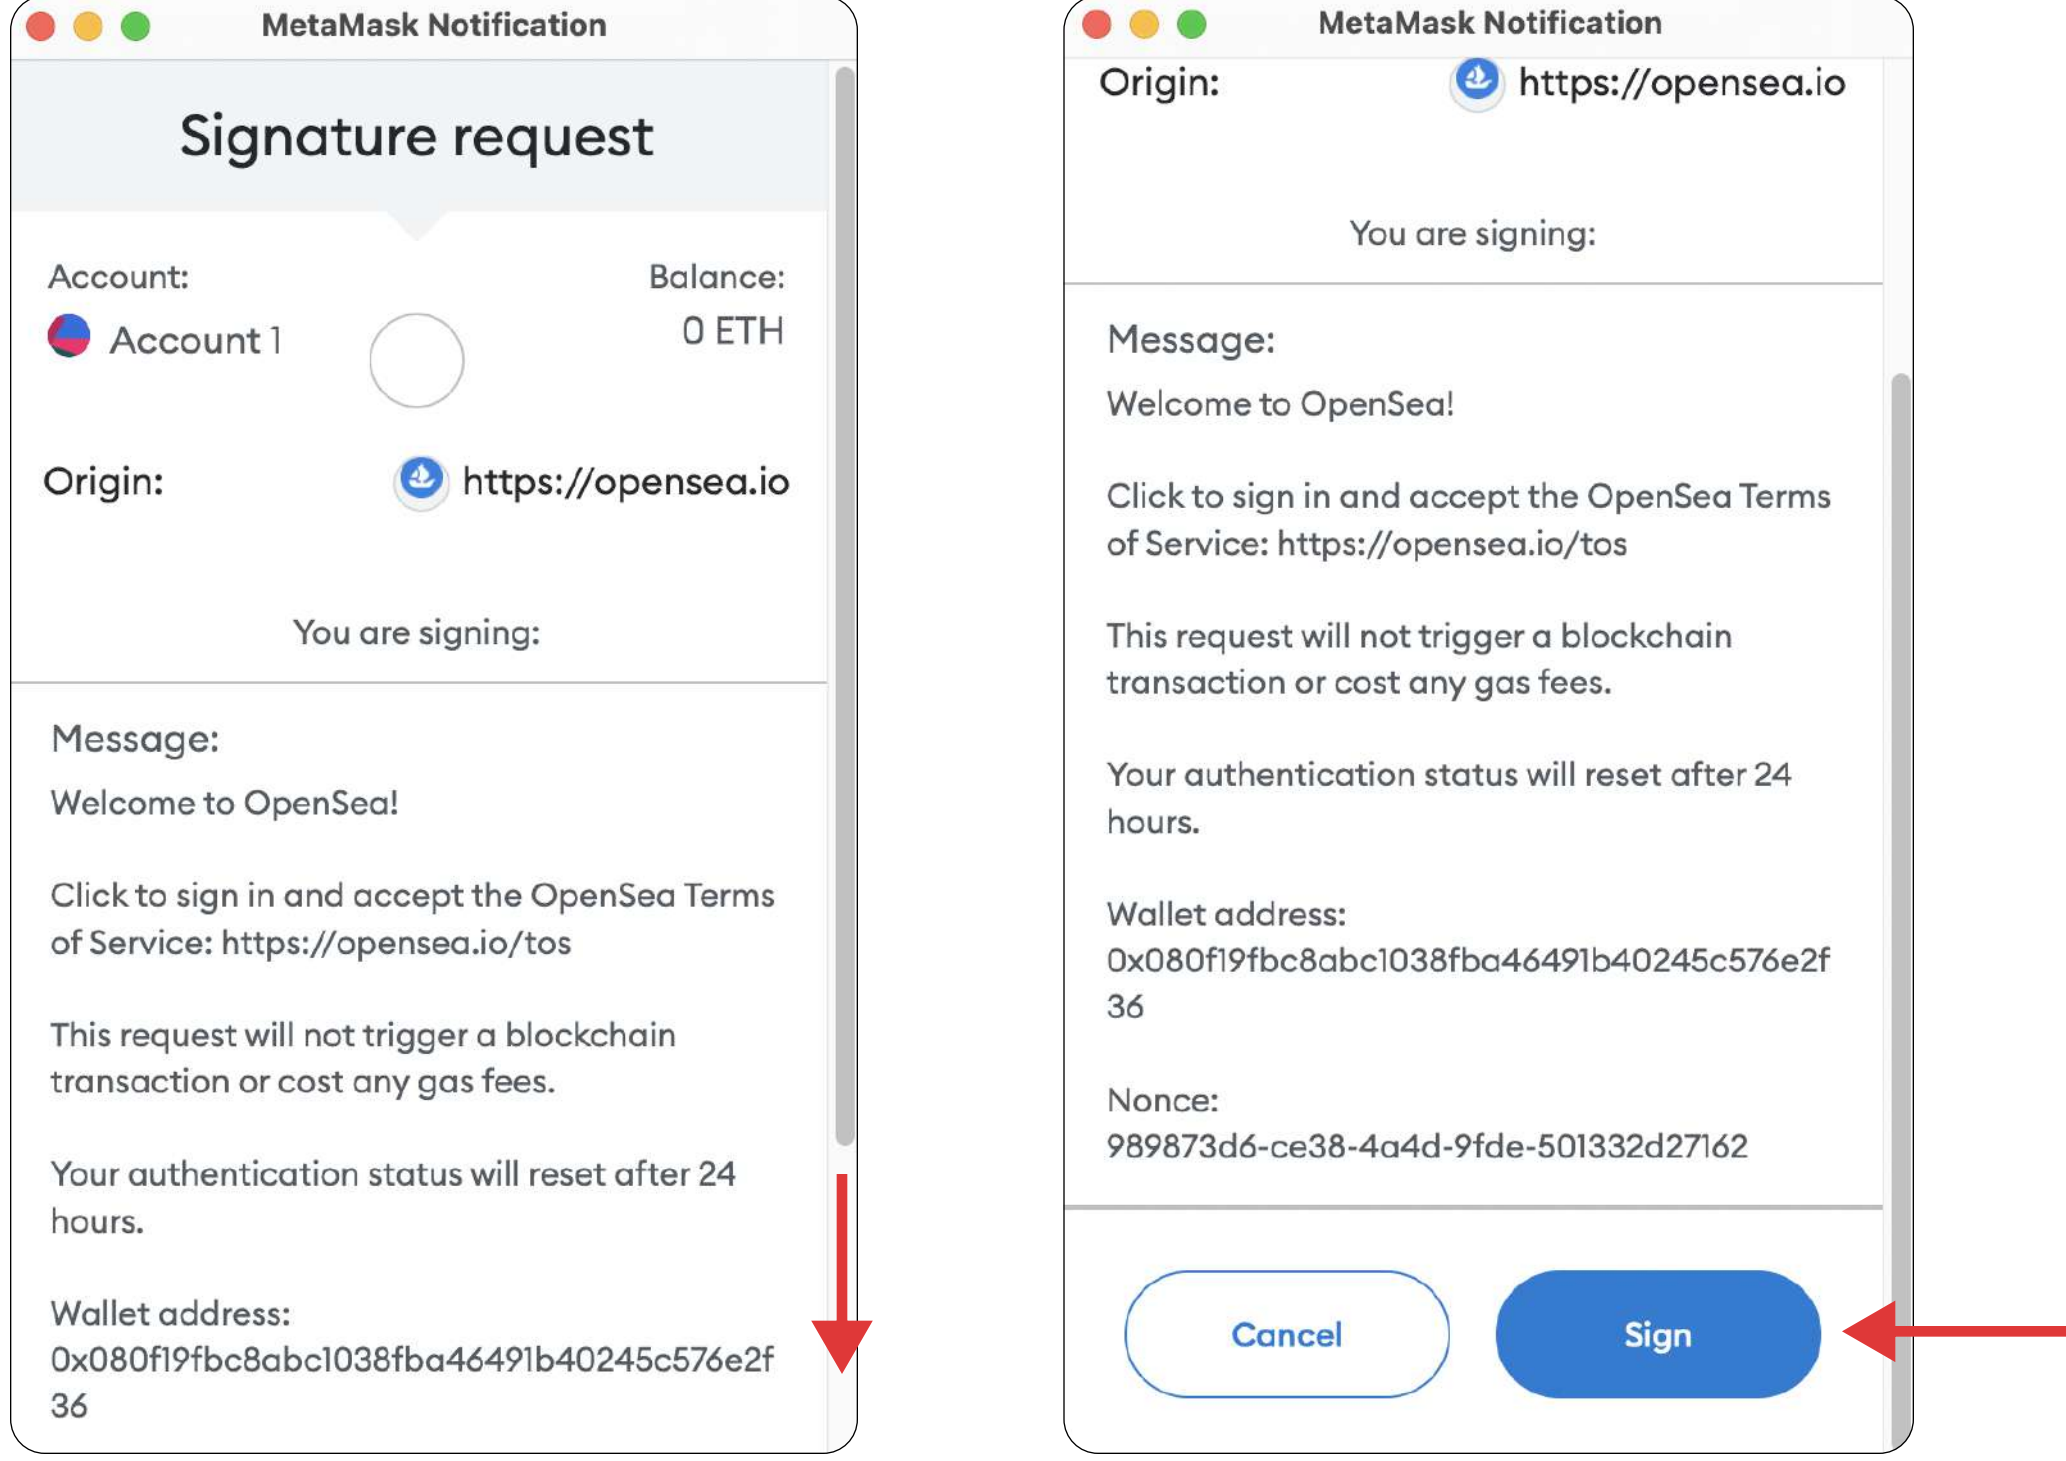 MetaMask Notification
Signature request
Account:
Balance:
Account 1
0 ETH
Origin:
https://opensea.io
You are signing:
Message:
Welcome to OpenSea!
Click to sign in and accept the OpenSea Terms
of Service: https://opensea.io/tos
This request will not trigger a blockchain
transaction or cost any gas fees.
Your authentication status will reset after 24
hours.
Wallet address:
0x080f19fbc8abc1038fba46491b40245c576e2f
36
MetaMask Notification
Origin:
https://opensea.io
You are signing:
Message:
Welcome to OpenSea!
Click to sign in and accept the OpenSea Terms
of Service: https://opensea.io/tos
This request will not trigger a blockchain
transaction or cost any gas fees.
Your authentication status will reset after 24
hours.
Wallet address:
0x080f19fbc8abc1038fba46491b40245c576e2f
36
Nonce:
989873d6-ce38-4a4d-9fde-501332d27162
Cancel
Sign